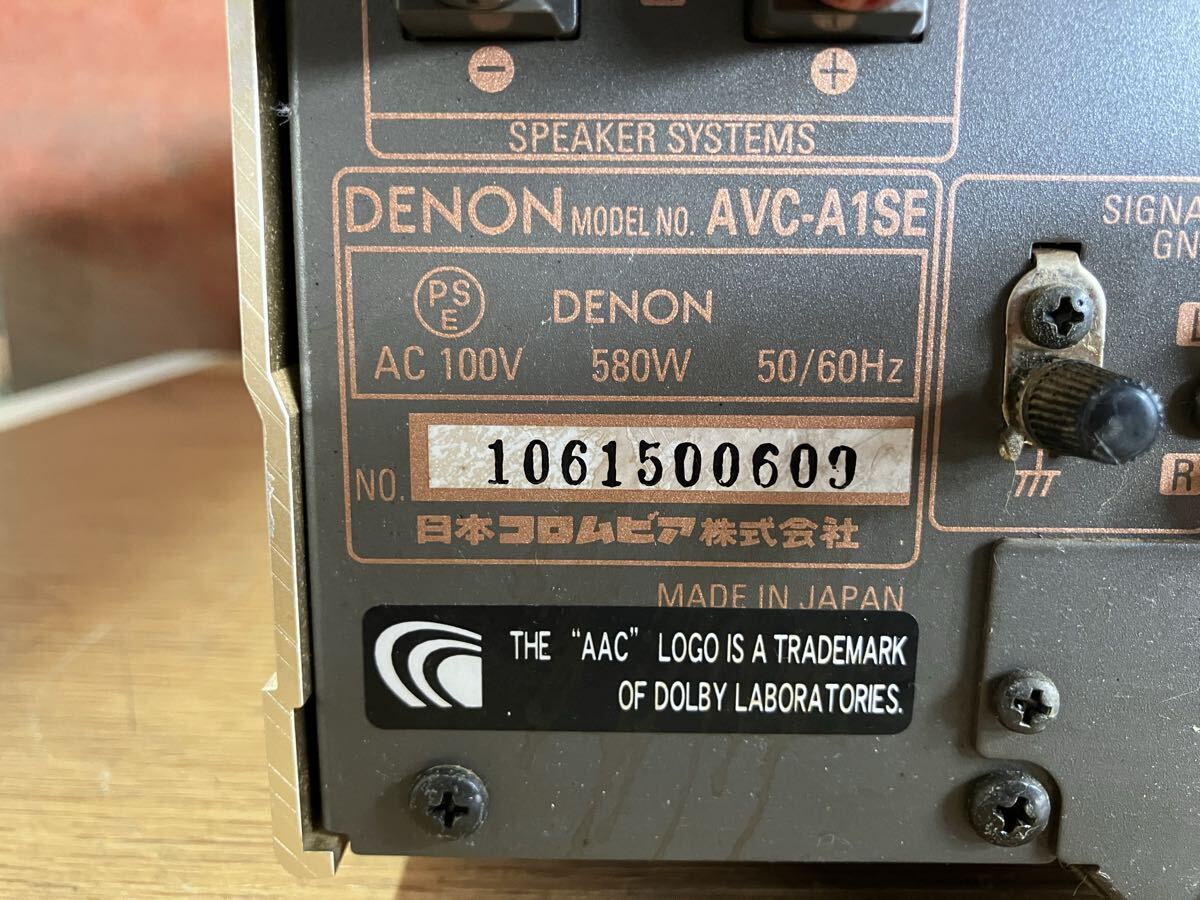 − +
SPEAKER SYSTEMS
DENON MODEL NO. AVC-A1SE
PSE DENON
AC 100V 580W 50/60Hz
NO. 1061500609
日本コロムビア株式会社
MADE IN JAPAN
THE "AAC" LOGO IS A TRADEMARK
OF DOLBY LABORATORIES.
SIGNA
GN
R